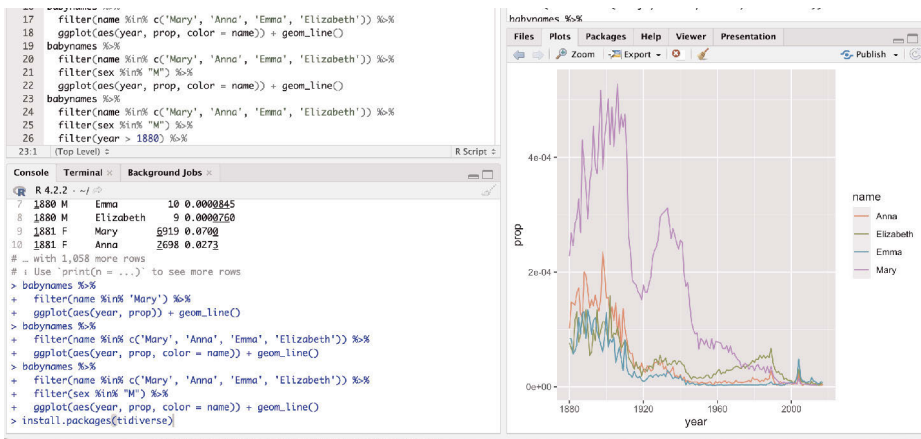 17 filter(name %in% c('Mary', 'Anna', 'Emma', 'Elizabeth')) %>%
18 ggplot(aes(year, prop, color = name)) + geom_line()
19 babynames %>%
20 filter(name %in% c('Mary', 'Anna', 'Emma', 'Elizabeth')) %>%
21 filter(sex %in% "M") %>%
22 ggplot(aes(year, prop, color = name)) + geom_line()
23 babynames %>%
24 filter(name %in% c('Mary', 'Anna', 'Emma', 'Elizabeth')) %>%
25 filter(sex %in% "M") %>%
26 filter(year > 1880) %>%
23:1 (Top Level) R Script
Console Terminal × Background Jobs ×
R R 4.2.2 · ~/
7 1880 M Emma 10 0.0000845
8 1880 M Elizabeth 9 0.0000760
9 1881 F Mary 6919 0.0700
10 1881 F Anna 2698 0.0273
# … with 1,058 more rows
# ℹ Use `print(n = ...)` to see more rows
> babynames %>%
+ filter(name %in% 'Mary') %>%
+ ggplot(aes(year, prop)) + geom_line()
> babynames %>%
+ filter(name %in% c('Mary', 'Anna', 'Emma', 'Elizabeth')) %>%
+ ggplot(aes(year, prop, color = name)) + geom_line()
> babynames %>%
+ filter(name %in% c('Mary', 'Anna', 'Emma', 'Elizabeth')) %>%
+ filter(sex %in% "M") %>%
+ ggplot(aes(year, prop, color = name)) + geom_line()
> install.packages(tidiverse)
babynames %>%
Files Plots Packages Help Viewer Presentation
Zoom Export Publish
4e-04
2e-04
0e+00
prop
1880 1920 1960 2000
year
name
Anna
Elizabeth
Emma
Mary